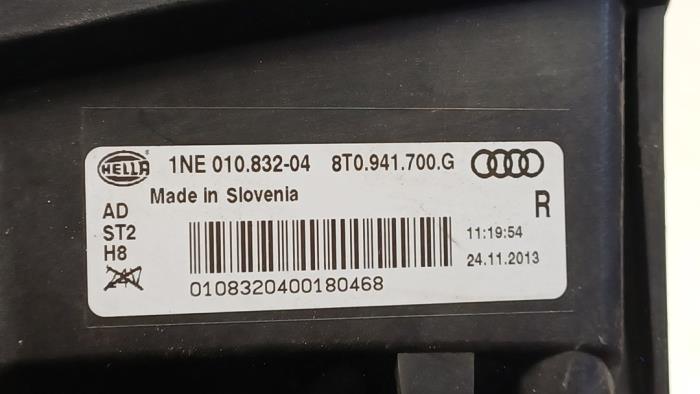 HELLA 1NE 010.832-04 8T0.941.700.G
Made in Slovenia
R
AD
ST2
H8
24V
11:19:54
24.11.2013
0108320400180468